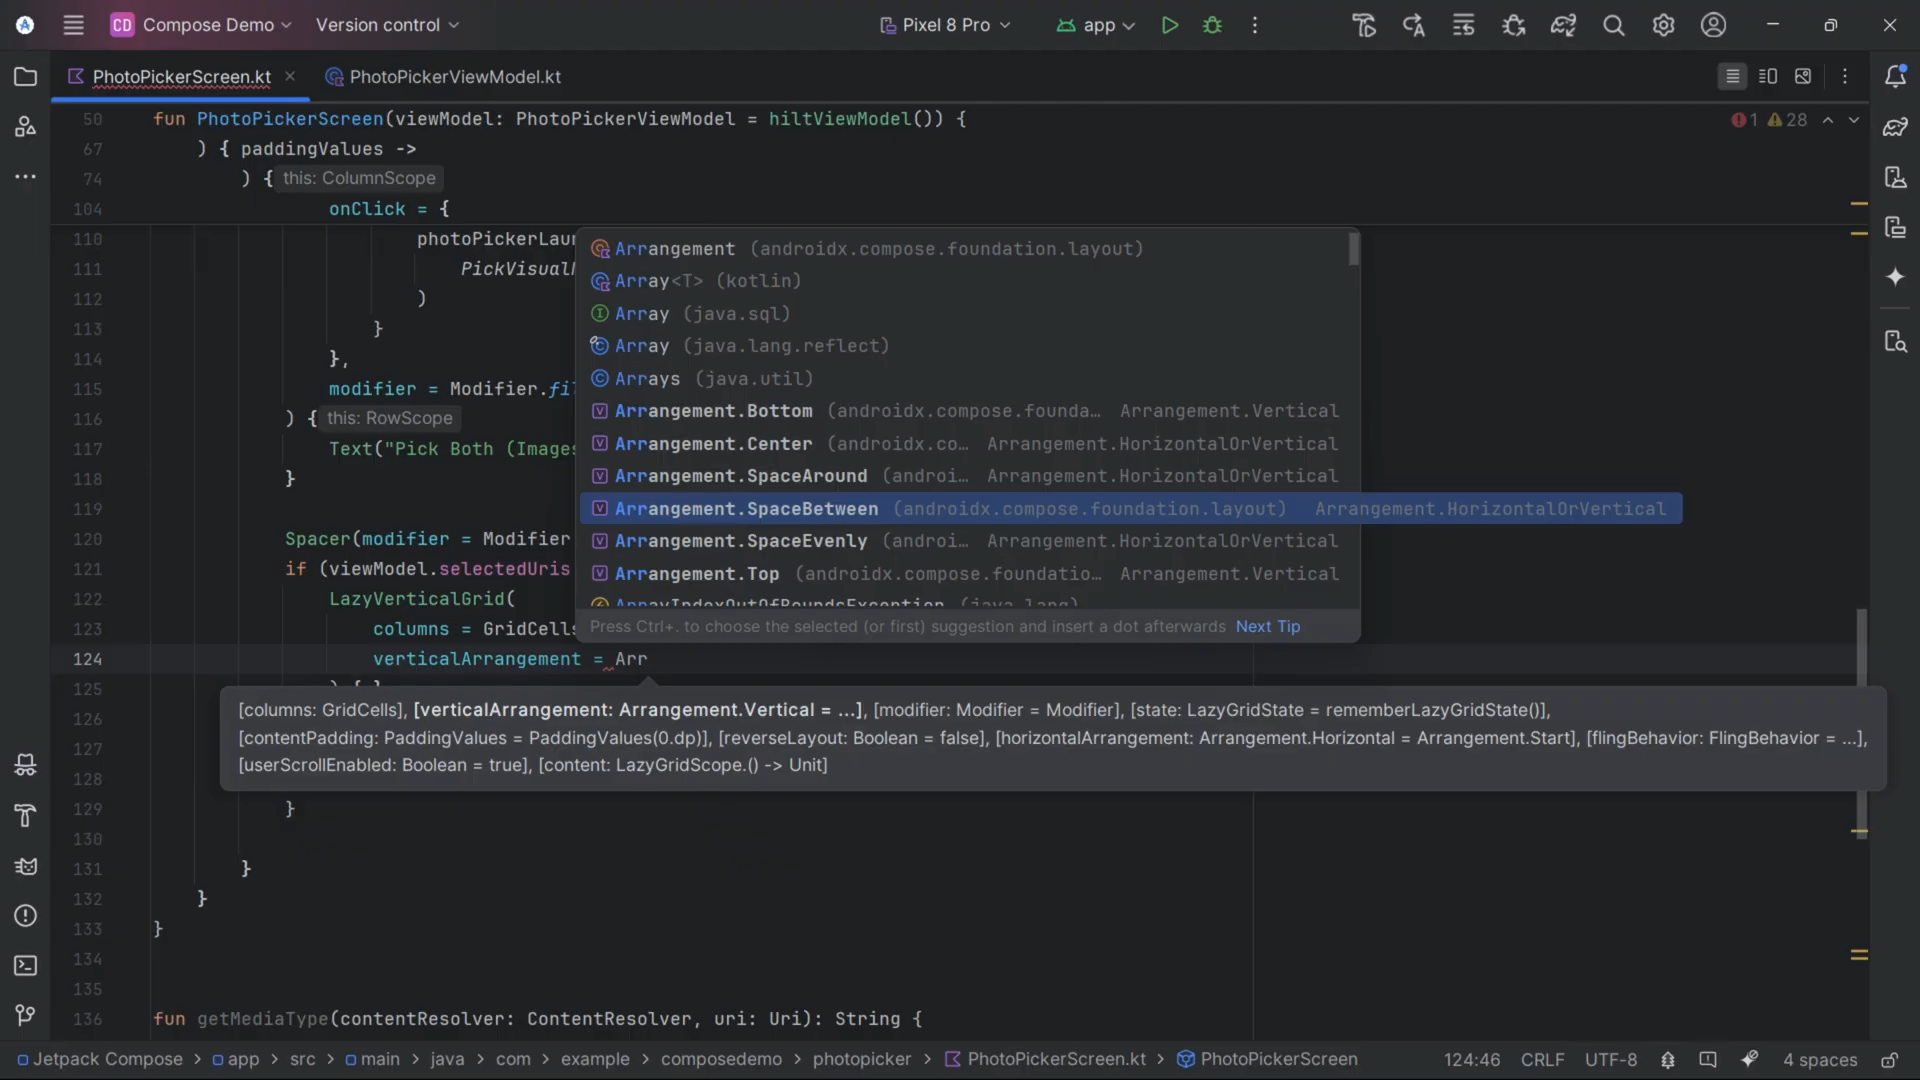 CD Compose Demo Version control Pixel 8 Pro app
PhotoPickerScreen.kt PhotoPickerViewModel.kt
50 fun PhotoPickerScreen(viewModel: PhotoPickerViewModel = hiltViewModel()) { 1 28
67 ) { paddingValues ->
74 ) { this: ColumnScope
104 onClick = {
110 photoPickerLau
111 PickVisual
112 )
113 }
114 },
115 modifier = Modifier.
116 ) { this: RowScope
117 Text("Pick Both (Images
118 }
119
120 Spacer(modifier = Modifier
121 if (viewModel.selectedUris
122 LazyVerticalGrid(
123 columns = GridCells
124 verticalArrangement = Arr
125
126
127
128
129 }
130
131 }
132 }
133 }
134
135
136 fun getMediaType(contentResolver: ContentResolver, uri: Uri): String {
Arrangement (androidx.compose.foundation.layout)
Array<T> (kotlin)
Array (java.sql)
Array (java.lang.reflect)
Arrays (java.util)
Arrangement.Bottom (androidx.compose.founda… Arrangement.Vertical
Arrangement.Center (androidx.co… Arrangement.HorizontalOrVertical
Arrangement.SpaceAround (androi… Arrangement.HorizontalOrVertical
Arrangement.SpaceBetween (androidx.compose.foundation.layout) Arrangement.HorizontalOrVertical
Arrangement.SpaceEvenly (androi… Arrangement.HorizontalOrVertical
Arrangement.Top (androidx.compose.foundatio… Arrangement.Vertical
ArrayIndexOutOfBoundsException (java.lang)
Press Ctrl+. to choose the selected (or first) suggestion and insert a dot afterwards Next Tip
[columns: GridCells], [verticalArrangement: Arrangement.Vertical = ...], [modifier: Modifier = Modifier], [state: LazyGridState = rememberLazyGridState()],
[contentPadding: PaddingValues = PaddingValues(0.dp)], [reverseLayout: Boolean = false], [horizontalArrangement: Arrangement.Horizontal = Arrangement.Start], [flingBehavior: FlingBehavior = ...],
[userScrollEnabled: Boolean = true], [content: LazyGridScope.() -> Unit]
Jetpack Compose > app > src > main > java > com > example > composedemo > photopicker > PhotoPickerScreen.kt > PhotoPickerScreen 124:46 CRLF UTF-8 4 spaces